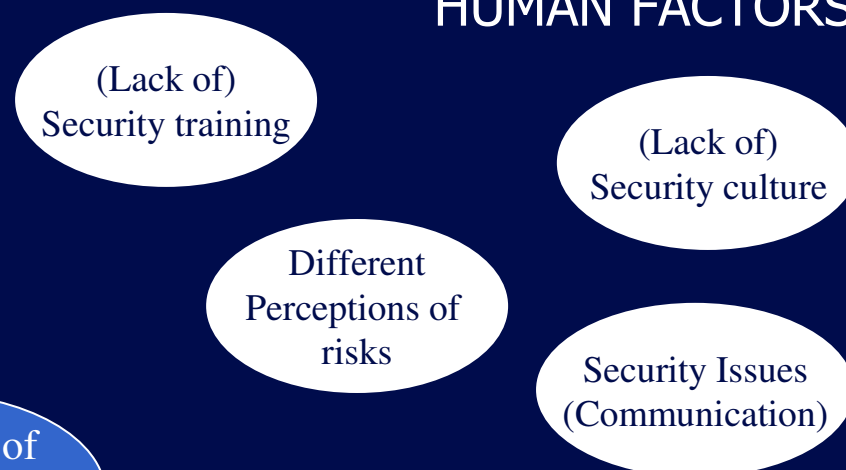 HUMAN FACTORS
(Lack of)
Security training
(Lack of)
Security culture
Different
Perceptions of
risks
Security Issues
(Communication)
of